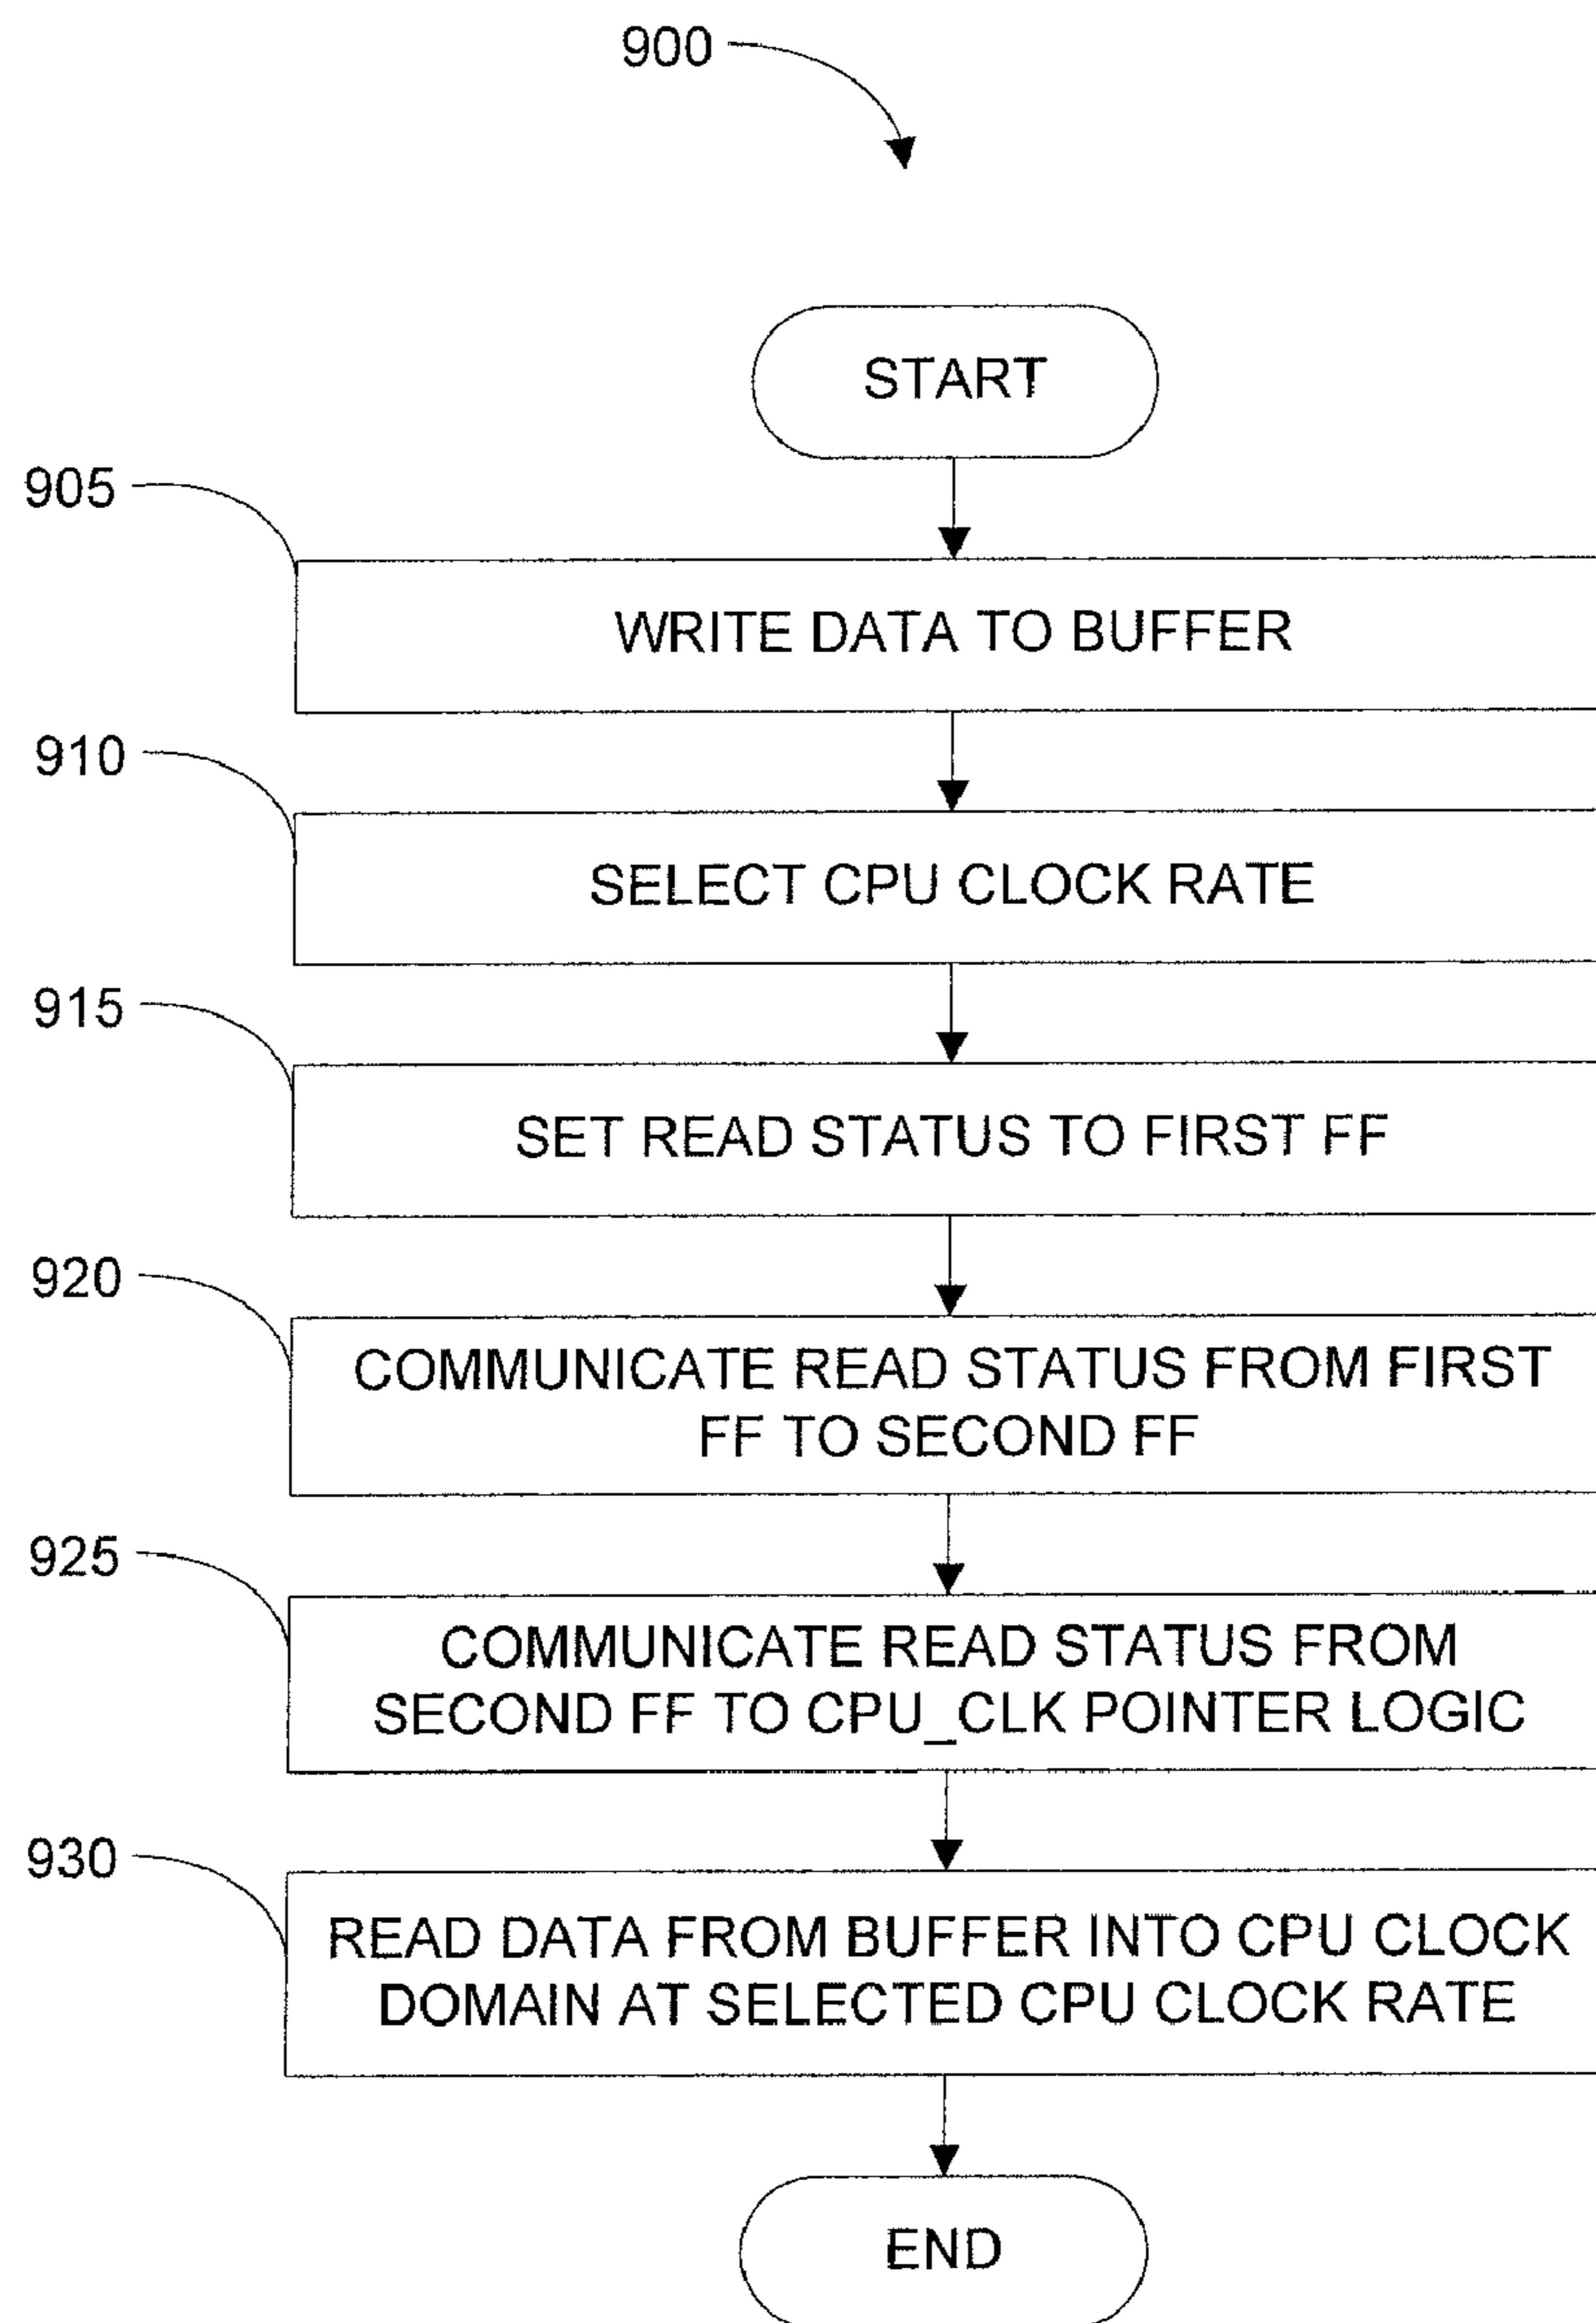 900
START
905
WRITE DATA TO BUFFER
910
SELECT CPU CLOCK RATE
915
SET READ STATUS TO FIRST FF
920
COMMUNICATE READ STATUS FROM FIRST
FF TO SECOND FF
925
COMMUNICATE READ STATUS FROM
SECOND FF TO CPU_CLK POINTER LOGIC
930
READ DATA FROM BUFFER INTO CPU CLOCK
DOMAIN AT SELECTED CPU CLOCK RATE
END